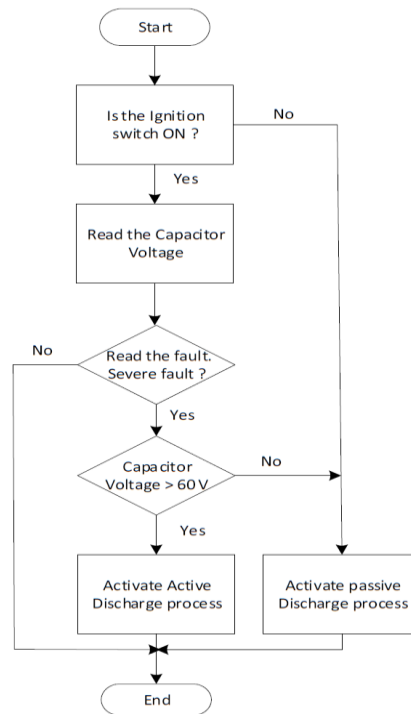 Start
Is the Ignition
switch ON ?
No
Yes
Read the Capacitor
Voltage
No
Read the fault.
Severe fault ?
Yes
Capacitor
Voltage > 60 V
No
Yes
Activate Active
Discharge process
Activate passive
Discharge process
End